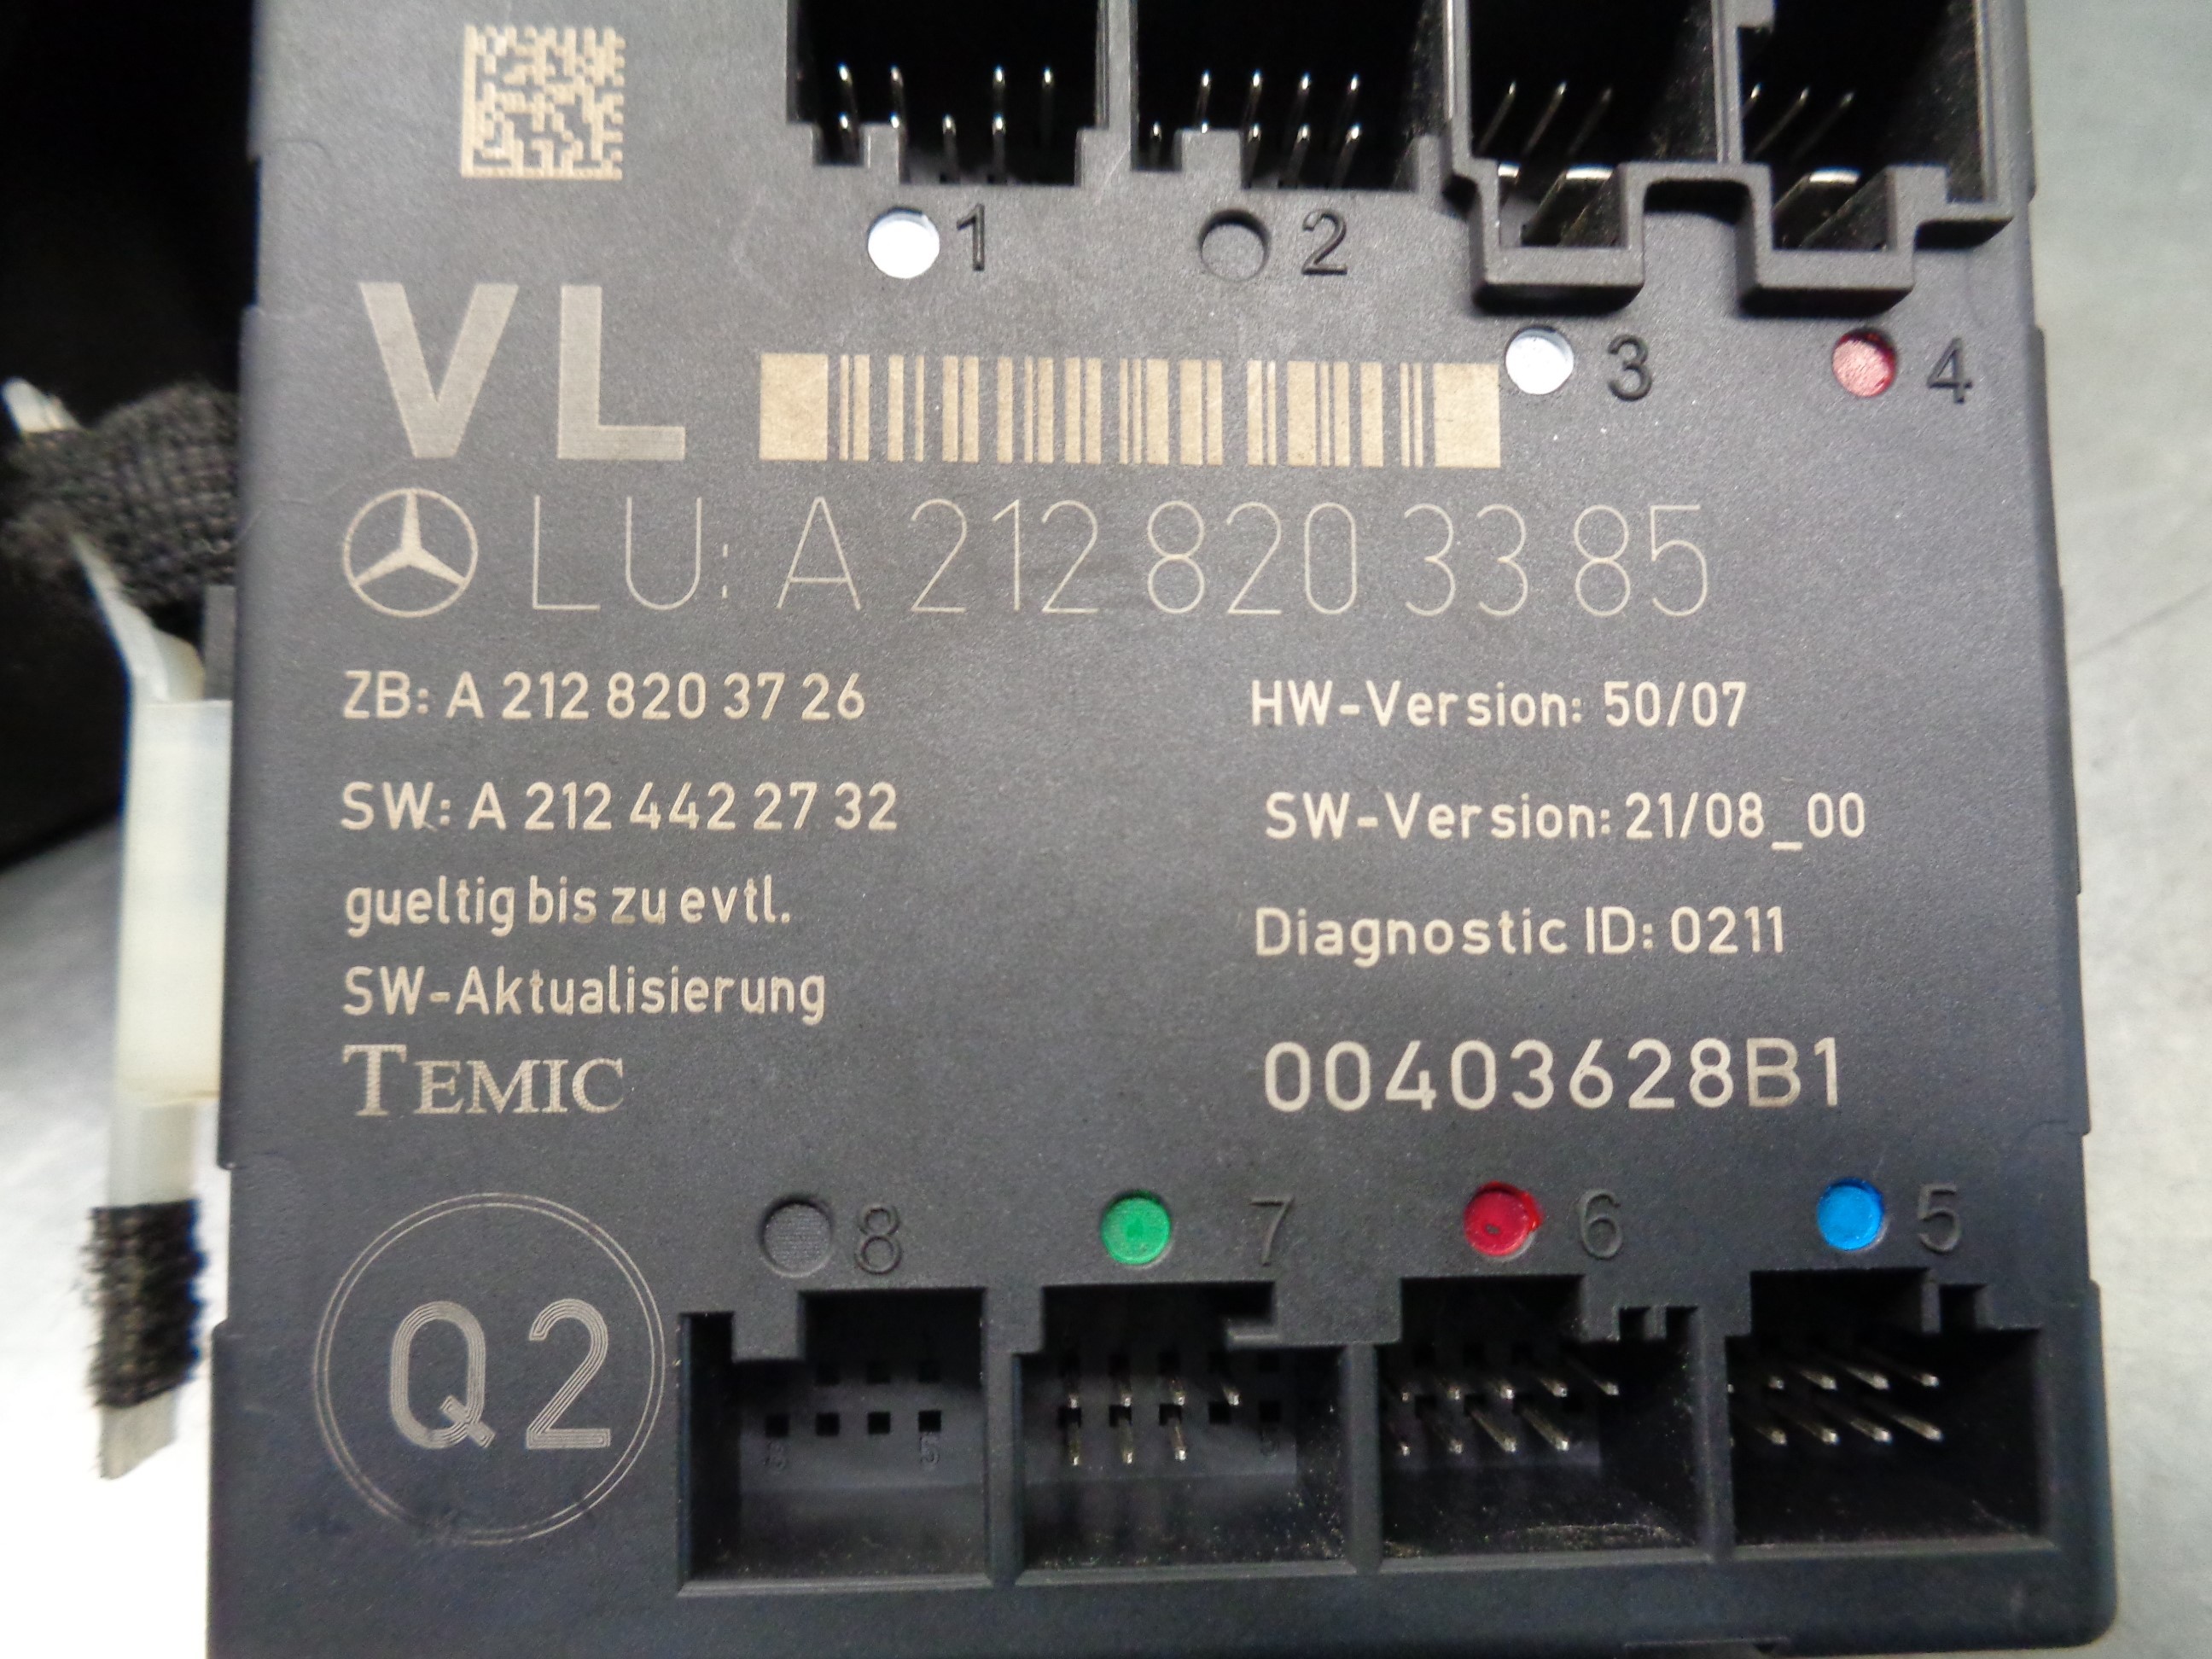 1
2
3
4
VL
LU: A 212 820 33 85
ZB: A 212 820 37 26
HW-Version: 50/07
SW: A 212 442 27 32
SW-Version: 21/08_00
gueltig bis zu evtl.
Diagnostic ID: 0211
SW-Aktualisierung
TEMIC
00403628B1
8
7
6
5
Q2